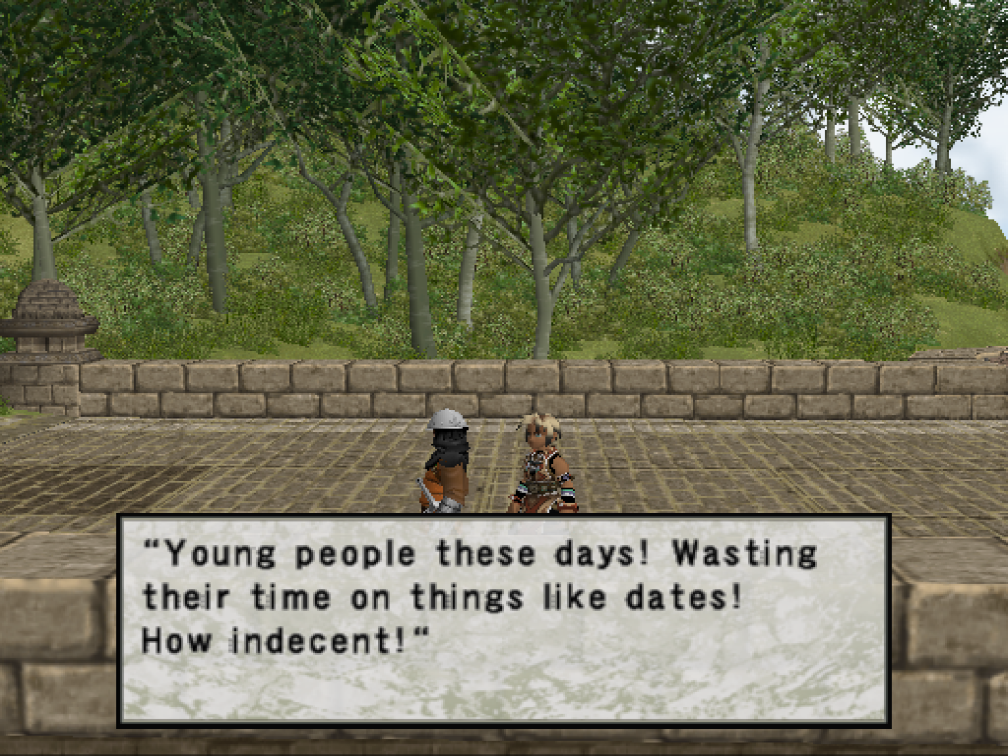 “Young people these days! Wasting
their time on things like dates!
How indecent!“